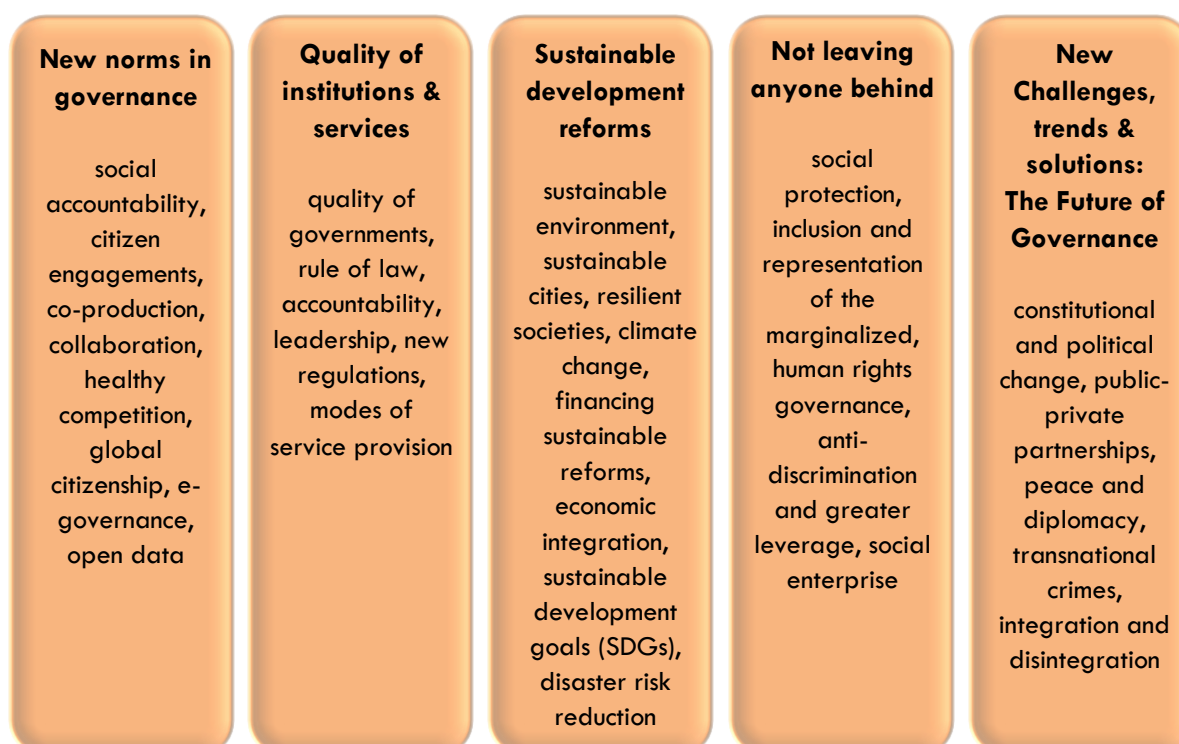 New norms in
governance
social
accountability,
citizen
engagements,
co-production,
collaboration,
healthy
competition,
global
citizenship, e-
governance,
open data
Quality of
institutions &
services
quality of
governments,
rule of law,
accountability,
leadership, new
regulations,
modes of
service provision
Sustainable
development
reforms
sustainable
environment,
sustainable
cities, resilient
societies, climate
change,
financing
sustainable
reforms,
economic
integration,
sustainable
development
goals (SDGs),
disaster risk
reduction
Not leaving
anyone behind
social
protection,
inclusion and
representation
of the
marginalized,
human rights
governance,
anti-
discrimination
and greater
leverage, social
enterprise
New
Challenges,
trends &
solutions:
The Future of
Governance
constitutional
and political
change, public-
private
partnerships,
peace and
diplomacy,
transnational
crimes,
integration and
disintegration